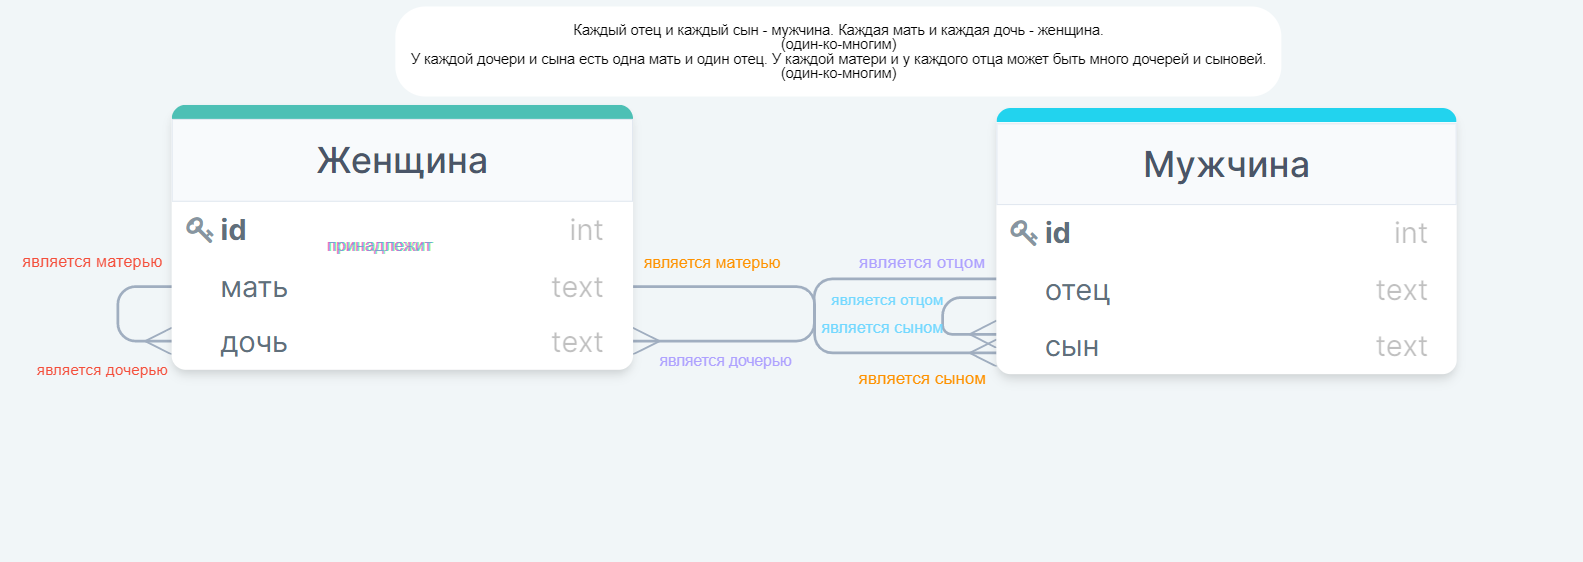 Каждый отец и каждый сын - мужчина. Каждая мать и каждая дочь - женщина.
(один-ко-многим)
У каждой дочери и сына есть одна мать и один отец. У каждой матери и у каждого отца может быть много дочерей и сыновей.
(один-ко-многим)
Женщина
id int
принадлежит
мать text
дочь text
является матерью
является дочерью
является матерью
является дочерью
является отцом
является отцом
является сыном
является сыном
Мужчина
id int
отец text
сын text